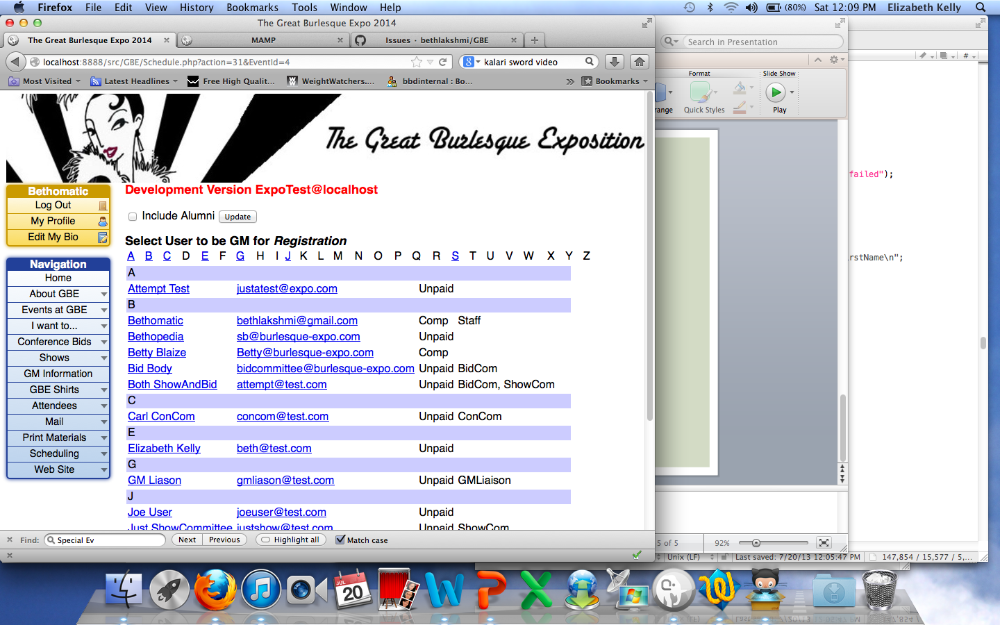 Firefox File Edit View History Bookmarks Tools Window Help (80%) Sat 12:09 PM Elizabeth Kelly
The Great Burlesque Expo 2014
The Great Burlesque Expo 2014 MAMP Issues · bethlakshmi/GBE
localhost:8888/src/GBE/Schedule.php?action=31&EventId=4 kalari sword video
Most Visited Latest Headlines Free High Qualit... WeightWatchers.... bbdinternal : Bo... Bookmarks
The Great Burlesque Exposition
Bethomatic
Log Out
My Profile
Edit My Bio
Navigation
Home
About GBE
Events at GBE
I want to...
Conference Bids
Shows
GM Information
GBE Shirts
Attendees
Mail
Print Materials
Scheduling
Web Site
Development Version ExpoTest@localhost
Include Alumni Update
Select User to be GM for Registration
A B C D E F G H I J K L M N O P Q R S T U V W X Y Z
A
Attempt Test justatest@expo.com Unpaid
B
Bethomatic bethlakshmi@gmail.com Comp Staff
Bethopedia sb@burlesque-expo.com Unpaid
Betty Blaize Betty@burlesque-expo.com Comp
Bid Body bidcommittee@burlesque-expo.com Unpaid BidCom
Both ShowAndBid attempt@test.com Unpaid BidCom, ShowCom
C
Carl ConCom concom@test.com Unpaid ConCom
E
Elizabeth Kelly beth@test.com Unpaid
G
GM Liason gmliason@test.com Unpaid GMLiaison
J
Joe User joeuser@test.com Unpaid
Just ShowCommittee justshow@test.com Unpaid ShowCom
Find: Special Ev Next Previous Highlight all Match case
Search in Presentation
Format Slide Show
range Quick Styles Play
failed");
rstName\n";
5 of 5 92%
Unix (LF) Last saved: 7/20/13 12:05:47 PM 147,854 / 15,577 / 5,...
JUL
20